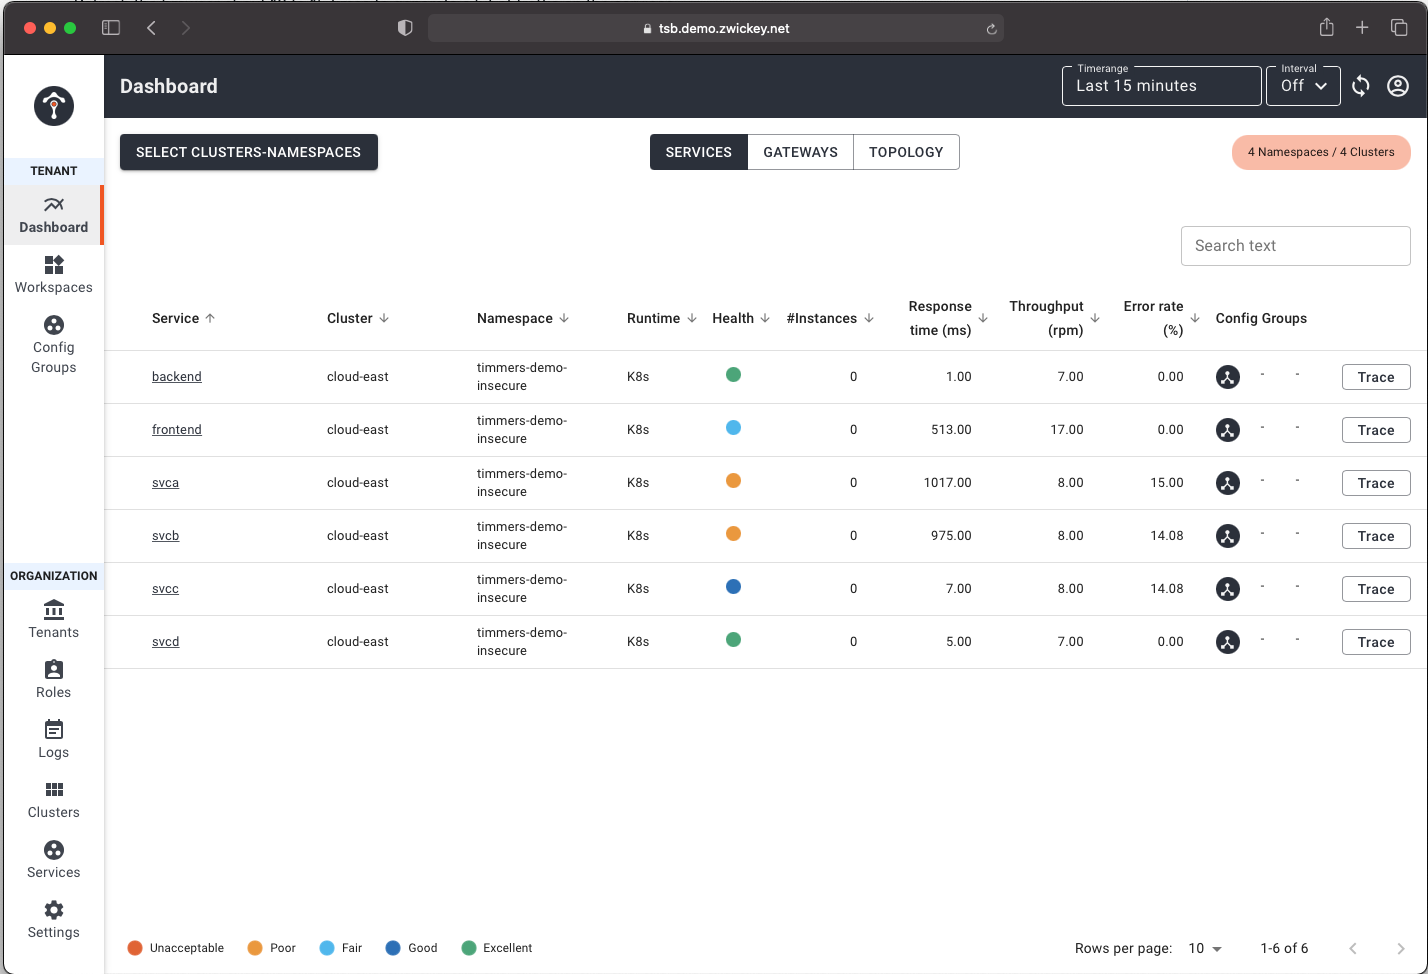 tsb.demo.zwickey.net
Dashboard
Timerange
Last 15 minutes
Interval
Off
SELECT CLUSTERS-NAMESPACES
SERVICES GATEWAYS TOPOLOGY
4 Namespaces / 4 Clusters
TENANT
Dashboard
Workspaces
Config
Groups
ORGANIZATION
Tenants
Roles
Logs
Clusters
Services
Settings
Search text
Service Cluster Namespace Runtime Health #Instances Response time (ms) Throughput (rpm) Error rate (%) Config Groups
backend cloud-east timmers-demo-insecure K8s 0 1.00 7.00 0.00 - - Trace
frontend cloud-east timmers-demo-insecure K8s 0 513.00 17.00 0.00 - - Trace
svca cloud-east timmers-demo-insecure K8s 0 1017.00 8.00 15.00 - - Trace
svcb cloud-east timmers-demo-insecure K8s 0 975.00 8.00 14.08 - - Trace
svcc cloud-east timmers-demo-insecure K8s 0 7.00 8.00 14.08 - - Trace
svcd cloud-east timmers-demo-insecure K8s 0 5.00 7.00 0.00 - - Trace
Unacceptable Poor Fair Good Excellent
Rows per page: 10 1-6 of 6